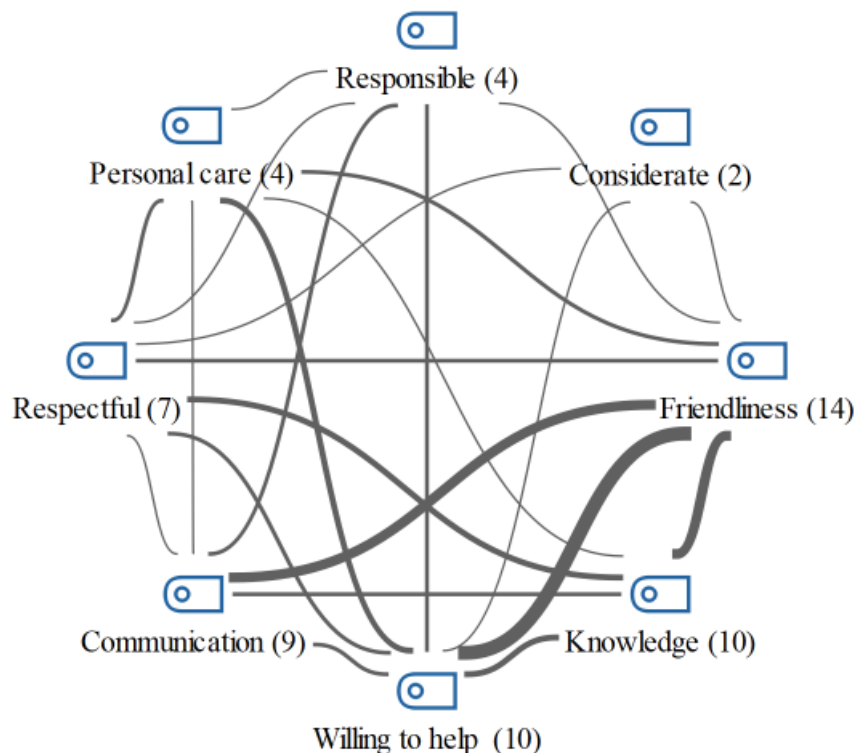 Responsible (4)
Personal care (4)
Considerate (2)
Respectful (7)
Friendliness (14)
Communication (9)
Knowledge (10)
Willing to help (10)